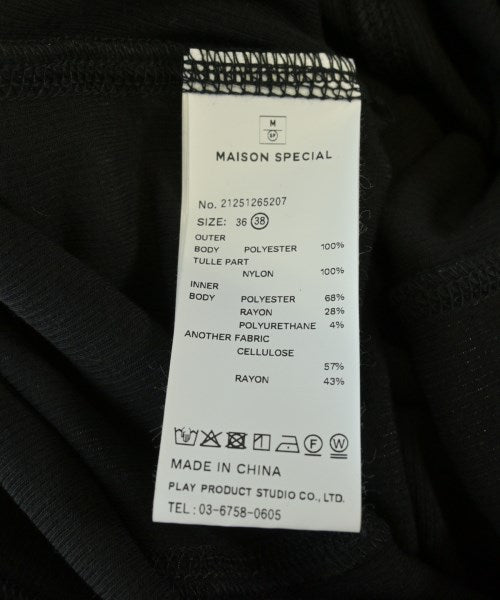 M
SP
MAISON SPECIAL
No. 21251265207
SIZE: 36 38
OUTER
BODY POLYESTER 100%
TULLE PART
NYLON 100%
INNER
BODY POLYESTER 68%
RAYON 28%
POLYURETHANE 4%
ANOTHER FABRIC
CELLULOSE
57%
RAYON 43%
F W
MADE IN CHINA
PLAY PRODUCT STUDIO CO., LTD.
TEL : 03-6758-0605